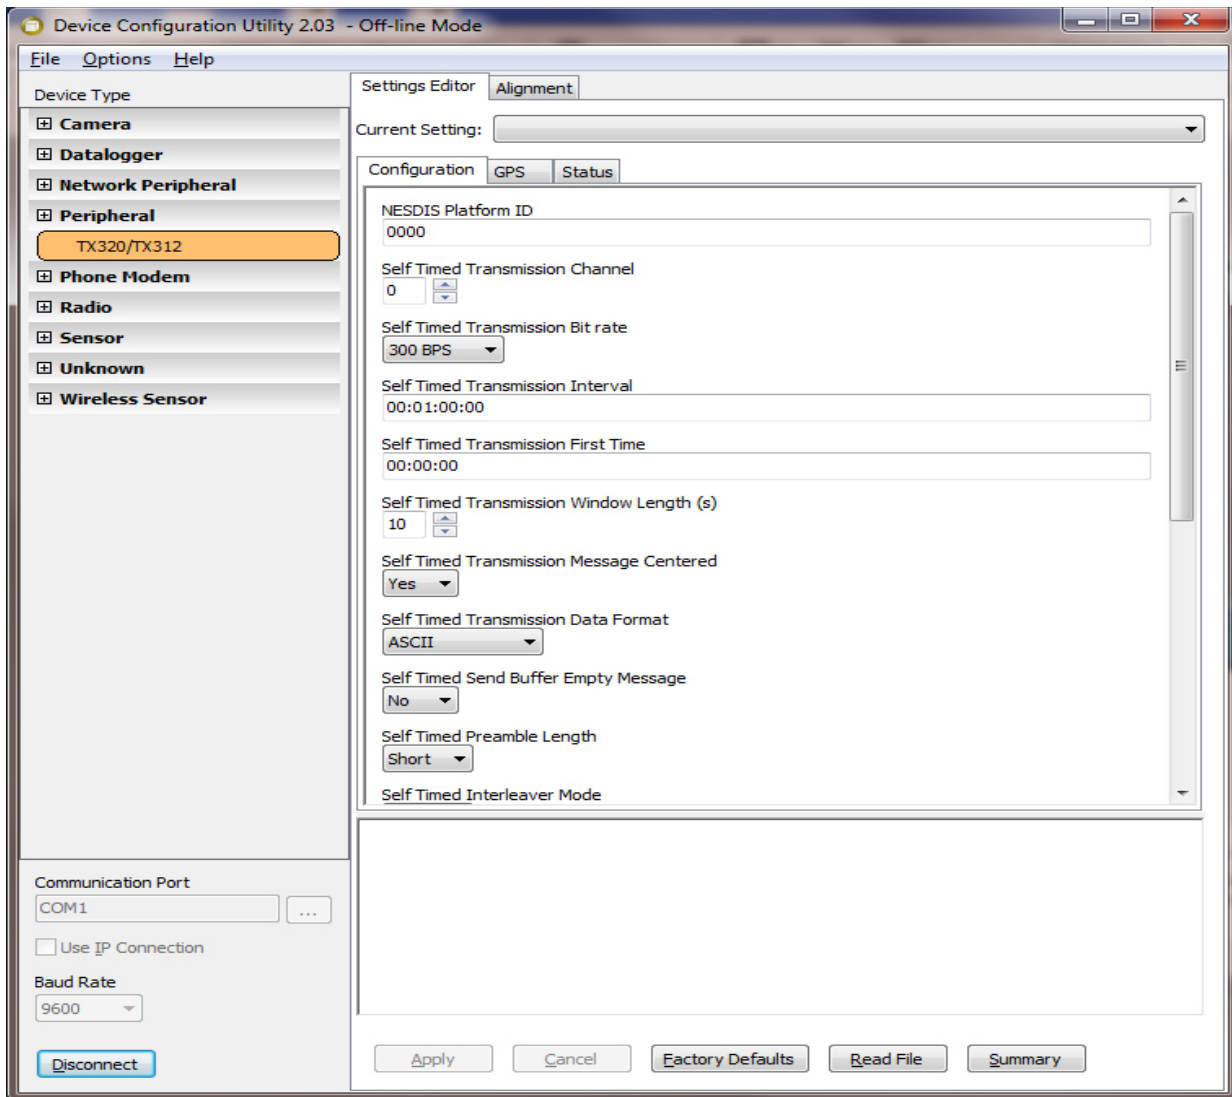 Device Configuration Utility 2.03 - Off-line Mode
File Options Help
Device Type
Camera
Datalogger
Network Peripheral
Peripheral
TX320/TX312
Phone Modem
Radio
Sensor
Unknown
Wireless Sensor
Communication Port
COM1
...
Use IP Connection
Baud Rate
9600
Disconnect
Settings Editor Alignment
Current Setting:
Configuration GPS Status
NESDIS Platform ID
0000
Self Timed Transmission Channel
0
Self Timed Transmission Bit rate
300 BPS
Self Timed Transmission Interval
00:01:00:00
Self Timed Transmission First Time
00:00:00
Self Timed Transmission Window Length (s)
10
Self Timed Transmission Message Centered
Yes
Self Timed Transmission Data Format
ASCII
Self Timed Send Buffer Empty Message
No
Self Timed Preamble Length
Short
Self Timed Interleaver Mode
Apply Cancel Factory Defaults Read File Summary